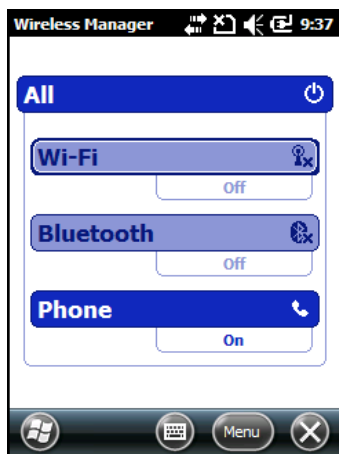 Wireless Manager 9:37
All
Wi-Fi
Off
Bluetooth
Off
Phone
On
Menu